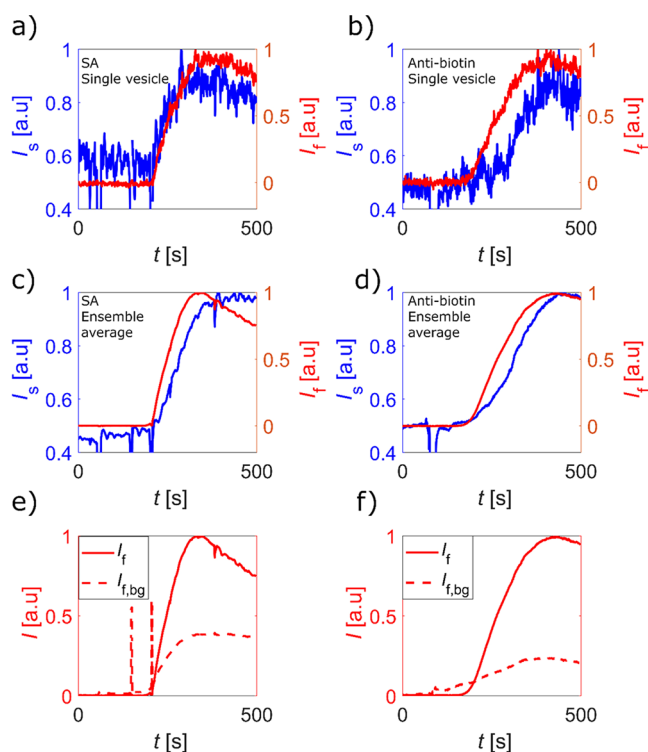 a)
b)
SA
Single vesicle
Anti-biotin
Single vesicle
1
0.8
0.6
0.4
I_s [a.u]
1
0.5
0
I_f [a.u]
0
500
t [s]
1
0.8
0.6
0.4
I_s [a.u]
1
0.5
0
I_f [a.u]
0
500
t [s]
c)
d)
SA
Ensemble
average
Anti-biotin
Ensemble
average
1
0.8
0.6
0.4
I_s [a.u]
1
0.5
0
I_f [a.u]
0
500
t [s]
1
0.8
0.6
0.4
I_s [a.u]
1
0.5
0
I_f [a.u]
0
500
t [s]
e)
f)
I_f
I_f,bg
1
0.5
0
I [a.u]
0
500
t [s]
I_f
I_f,bg
1
0.5
0
I [a.u]
0
500
t [s]